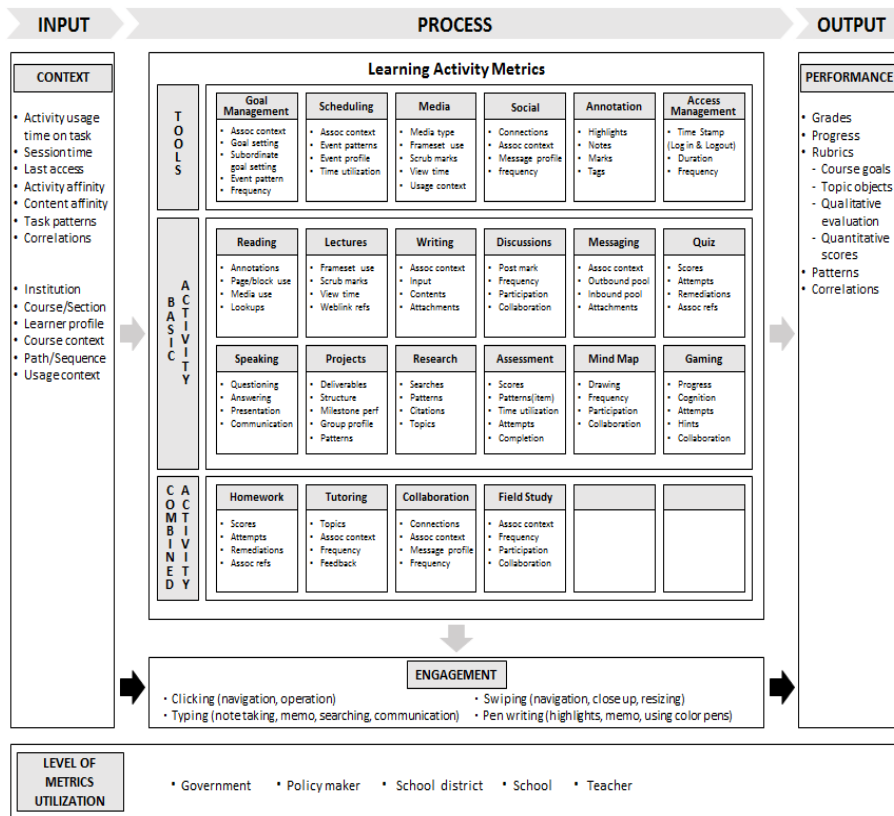 INPUT
PROCESS
OUTPUT
CONTEXT
• Activity usage
time on task
• Session time
• Last access
• Activity affinity
• Content affinity
• Task patterns
• Correlations
• Institution
• Course/Section
• Learner profile
• Course context
• Path/Sequence
• Usage context
Learning Activity Metrics
TOOLS
Goal
Management
• Assoc context
• Goal setting
• Subordinate
goal setting
• Event pattern
• Frequency
Scheduling
• Assoc context
• Event patterns
• Event profile
• Time utilization
Media
• Media type
• Frameset use
• Scrub marks
• View time
• Usage context
Social
• Connections
• Assoc context
• Message profile
• frequency
Annotation
• Highlights
• Notes
• Marks
• Tags
Access
Management
• Time Stamp
(Log in & Logout)
• Duration
• Frequency
BASIC
ACTIVITY
Reading
• Annotations
• Page/block use
• Media use
• Lookups
Lectures
• Frameset use
• Scrub marks
• View time
• Weblink refs
Writing
• Assoc context
• Input
• Contents
• Attachments
Discussions
• Post mark
• Frequency
• Participation
• Collaboration
Messaging
• Assoc context
• Outbound pool
• Inbound pool
• Attachments
Quiz
• Scores
• Attempts
• Remediations
• Assoc refs
Speaking
• Questioning
• Answering
• Presentation
• Communication
Projects
• Deliverables
• Structure
• Milestone perf
• Group profile
• Patterns
Research
• Searches
• Patterns
• Citations
• Topics
Assessment
• Scores
• Patterns(item)
• Time utilization
• Attempts
• Completion
Mind Map
• Drawing
• Frequency
• Participation
• Collaboration
Gaming
• Progress
• Cognition
• Attempts
• Hints
• Collaboration
COMBINED
ACTIVITY
Homework
• Scores
• Attempts
• Remediations
• Assoc refs
Tutoring
• Topics
• Assoc context
• Frequency
• Feedback
Collaboration
• Connections
• Assoc context
• Message profile
• Frequency
Field Study
• Assoc context
• Frequency
• Participation
• Collaboration
ENGAGEMENT
• Clicking (navigation, operation)
• Swiping (navigation, close up, resizing)
• Typing (note taking, memo, searching, communication)
• Pen writing (highlights, memo, using color pens)
PERFORMANCE
• Grades
• Progress
• Rubrics
- Course goals
- Topic objects
- Qualitative
evaluation
- Quantitative
scores
• Patterns
• Correlations
LEVEL OF
METRICS
UTILIZATION
• Government • Policy maker • School district • School • Teacher